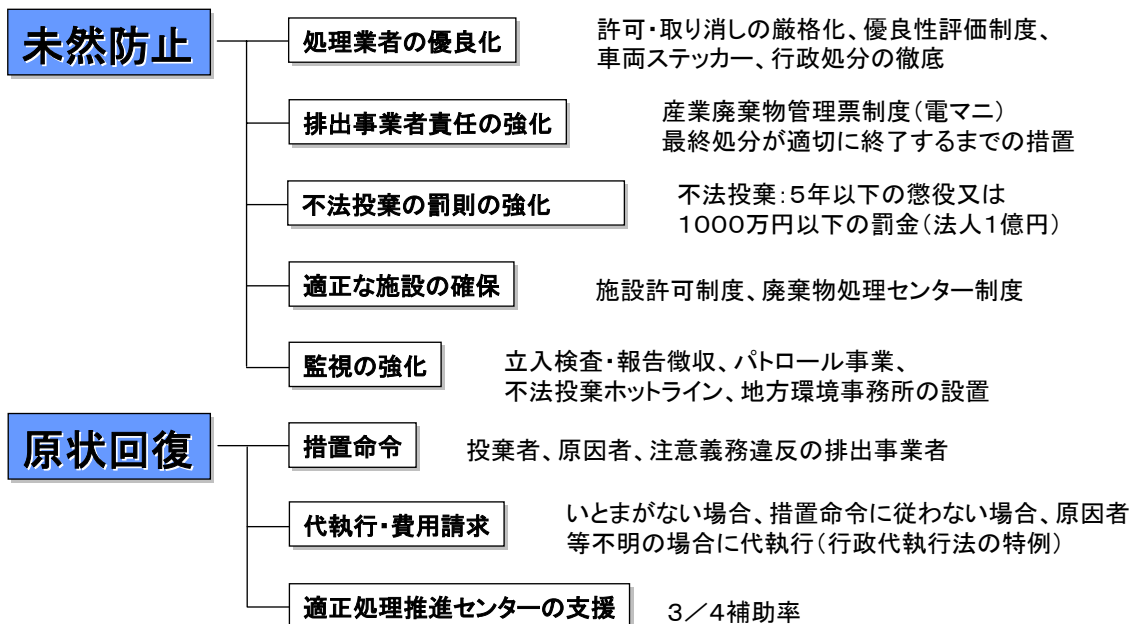 未然防止
処理業者の優良化
許可・取り消しの厳格化、優良性評価制度、
車両ステッカー、行政処分の徹底
排出事業者責任の強化
産業廃棄物管理票制度(電マニ)
最終処分が適切に終了するまでの措置
不法投棄の罰則の強化
不法投棄:5年以下の懲役又は
1000万円以下の罰金(法人1億円)
適正な施設の確保
施設許可制度、廃棄物処理センター制度
監視の強化
立入検査・報告徴収、パトロール事業、
不法投棄ホットライン、地方環境事務所の設置
原状回復
措置命令
投棄者、原因者、注意義務違反の排出事業者
代執行・費用請求
いとまがない場合、措置命令に従わない場合、原因者
等不明の場合に代執行(行政代執行法の特例)
適正処理推進センターの支援
3/4補助率